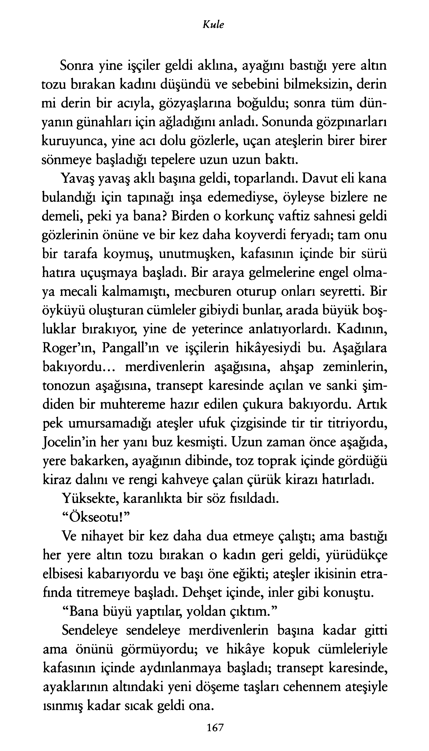 Kule
Sonra yine işçiler geldi aklına, ayağını bastığı yere altın
tozu bırakan kadını düşündü ve sebebini bilmeksizin, derin
mi derin bir acıyla, gözyaşlarına boğuldu; sonra tüm dün-
yanın günahları için ağladığını anladı. Sonunda gözpınarları
kuruyunca, yine acı dolu gözlerle, uçan ateşlerin birer birer
sönmeye başladığı tepelere uzun uzun baktı.
Yavaş yavaş aklı başına geldi, toparlandı. Davut eli kana
bulandığı için tapınağı inşa edemediyse, öyleyse bizlere ne
demeli, peki ya bana? Birden o korkunç vaftiz sahnesi geldi
gözlerinin önüne ve bir kez daha koyverdi feryadı; tam onu
bir tarafa koymuş, unutmuşken, kafasının içinde bir sürü
hatıra uçuşmaya başladı. Bir araya gelmelerine engel olma-
ya mecali kalmamıştı, mecburen oturup onları seyretti. Bir
öyküyü oluşturan cümleler gibiydi bunlar, arada büyük boş-
luklar bırakıyor, yine de yeterince anlatıyorlardı. Kadının,
Roger'ın, Pangall'ın ve işçilerin hikâyesiydi bu. Aşağılara
bakıyordu... merdivenlerin aşağısına, ahşap zeminlerin,
tonozun aşağısına, transept karesinde açılan ve sanki şim-
diden bir muhtereme hazır edilen çukura bakıyordu. Artık
pek umursamadığı ateşler ufuk çizgisinde tir tir titriyordu,
Jocelin'in her yanı buz kesmişti. Uzun zaman önce aşağıda,
yere bakarken, ayağının dibinde, toz toprak içinde gördüğü
kiraz dalını ve rengi kahveye çalan çürük kirazı hatırladı.
Yüksekte, karanlıkta bir söz fısıldadı.
"Ökseotu!"
Ve nihayet bir kez daha dua etmeye çalıştı; ama bastığı
her yere altın tozu bırakan o kadın geri geldi, yürüdükçe
elbisesi kabarıyordu ve başı öne eğikti; ateşler ikisinin etra-
fında titremeye başladı. Dehşet içinde, inler gibi konuştu.
"Bana büyü yaptılar, yoldan çıktım."
Sendeleye sendeleye merdivenlerin başına kadar gitti
ama önünü görmüyordu; ve hikâye kopuk cümleleriyle
kafasının içinde aydınlanmaya başladı; transept karesinde,
ayaklarının altındaki yeni döşeme taşları cehennem ateşiyle
ısınmış kadar sıcak geldi ona.
167